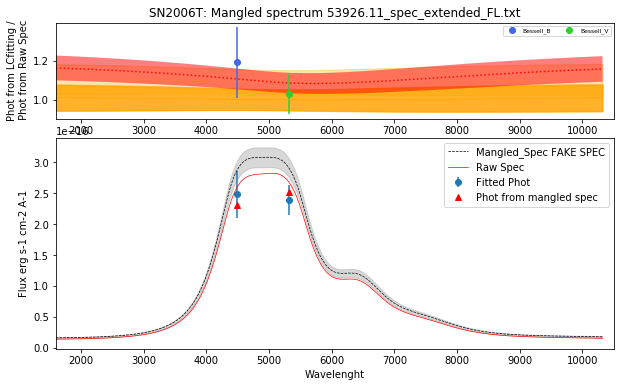 SN2006T: Mangled spectrum 53926.11_spec_extended_FL.txt
Phot from LCfitting /
Phot from Raw Spec
1.2
1.0
Bessell_B
Bessell_V
2000 3000 4000 5000 6000 7000 8000 9000 10000
Flux erg s-1 cm-2 A-1
3.0
2.5
2.0
1.5
1.0
0.5
0.0
Mangled_Spec FAKE SPEC
Raw Spec
Fitted Phot
Phot from mangled spec
2000 3000 4000 5000 6000 7000 8000 9000 10000
Wavelenght